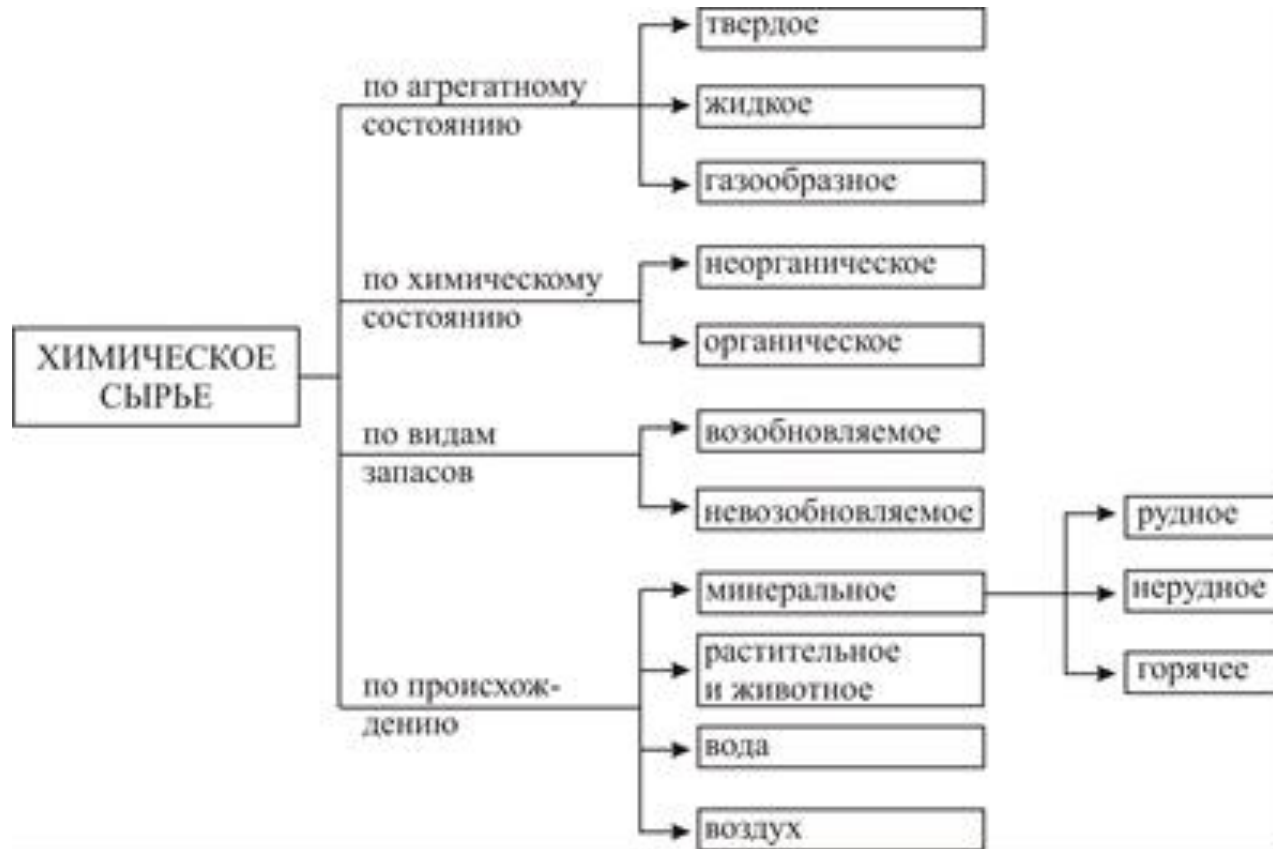 ХИМИЧЕСКОЕ
СЫРЬЕ
по агрегатному
состоянию
твердое
жидкое
газообразное
по химическому
состоянию
неорганическое
органическое
по видам
запасов
возобновляемое
невозобновляемое
по происхож-
дению
минеральное
растительное
и животное
вода
воздух
рудное
нерудное
горячее